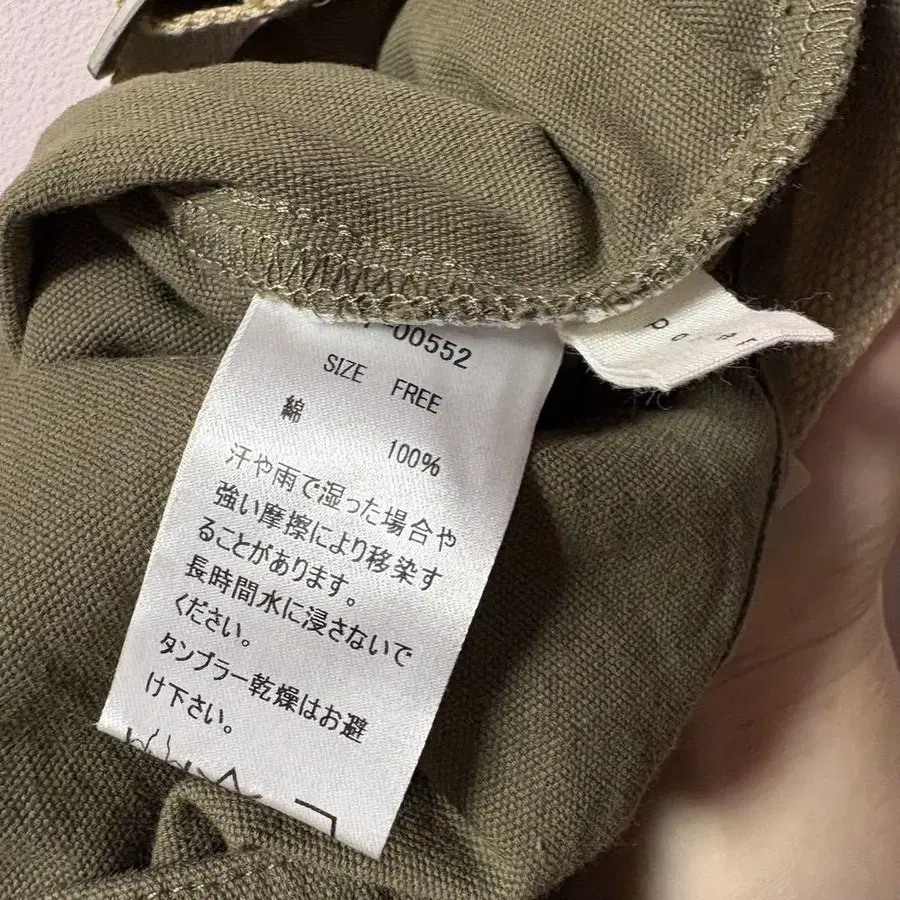 00552
SIZE FREE
綿 100%
汗や雨で湿った場合や
強い摩擦により移染す
ることがあります。
長時間水に浸さないで
ください。
タンブラー乾燥はお避
け下さい。